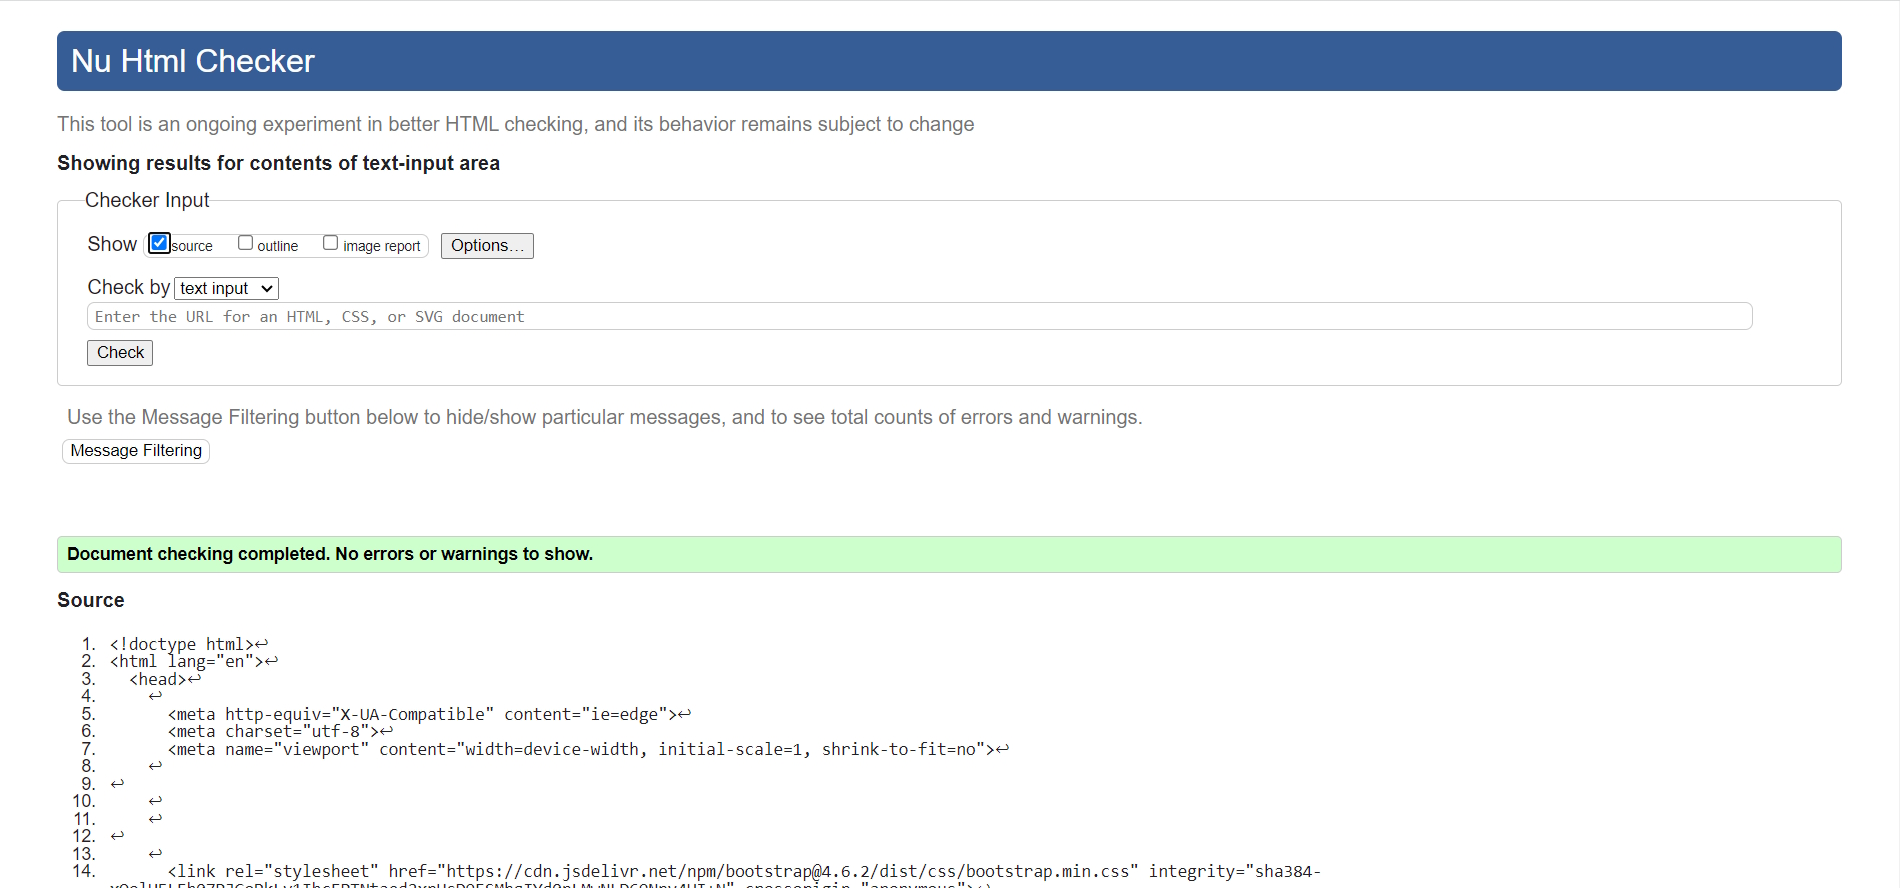 Nu Html Checker
This tool is an ongoing experiment in better HTML checking, and its behavior remains subject to change
Showing results for contents of text-input area
Checker Input
Show source outline image report Options...
Check by text input
Enter the URL for an HTML, CSS, or SVG document
Check
Use the Message Filtering button below to hide/show particular messages, and to see total counts of errors and warnings.
Message Filtering
Document checking completed. No errors or warnings to show.
Source
1. <!doctype html>↩
2. <html lang="en">↩
3. <head>↩
4. ↩
5. <meta http-equiv="X-UA-Compatible" content="ie=edge">↩
6. <meta charset="utf-8">↩
7. <meta name="viewport" content="width=device-width, initial-scale=1, shrink-to-fit=no">↩
8. ↩
9. ↩
10. ↩
11. ↩
12. ↩
13. ↩
14. <link rel="stylesheet" href="https://cdn.jsdelivr.net/npm/bootstrap@4.6.2/dist/css/bootstrap.min.css" integrity="sha384-